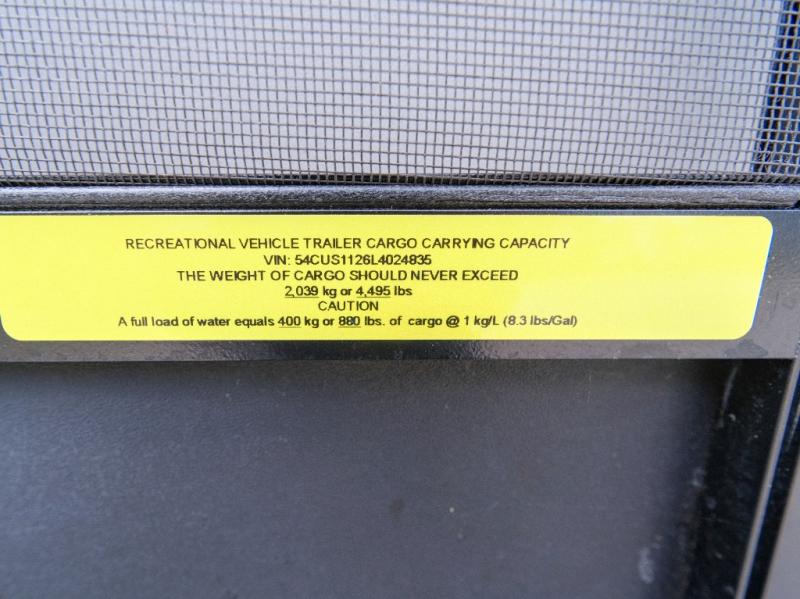 RECREATIONAL VEHICLE TRAILER CARGO CARRYING CAPACITY
VIN: 54CUS1126L4024835
THE WEIGHT OF CARGO SHOULD NEVER EXCEED
2,039 kg or 4,495 lbs
CAUTION
A full load of water equals 400 kg or 880 lbs. of cargo @ 1 kg/L (8.3 lbs/Gal)